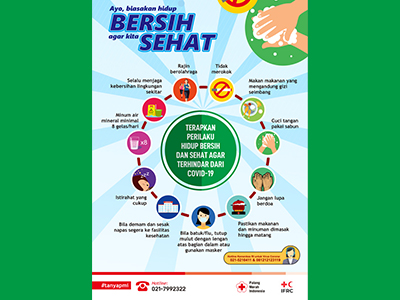 Ayo, biasakan hidup
BERSIH
agar kita
SEHAT
Rajin
berolahraga
Tidak
merokok
Selalu menjaga
kebersihan lingkungan
sekitar
Makan makanan yang
mengandung gizi
seimbang
Minum air
mineral minimal
8 gelas/hari
x8
Cuci tangan
pakai sabun
TERAPKAN
PERILAKU
HIDUP BERSIH
DAN SEHAT AGAR
TERHINDAR DARI
COVID-19
Istirahat yang
cukup
Jangan lupa
berdoa
Bila demam dan sesak
napas segera ke fasilitas
kesehatan
Bila batuk/flu, tutup
mulut dengan lengan
atas bagian dalam atau
gunakan masker
Pastikan makanan
dan minuman dimasak
hingga matang
#tanyapmi
Hotline:
021-7992322
Palang
Merah
Indonesia
IFRC